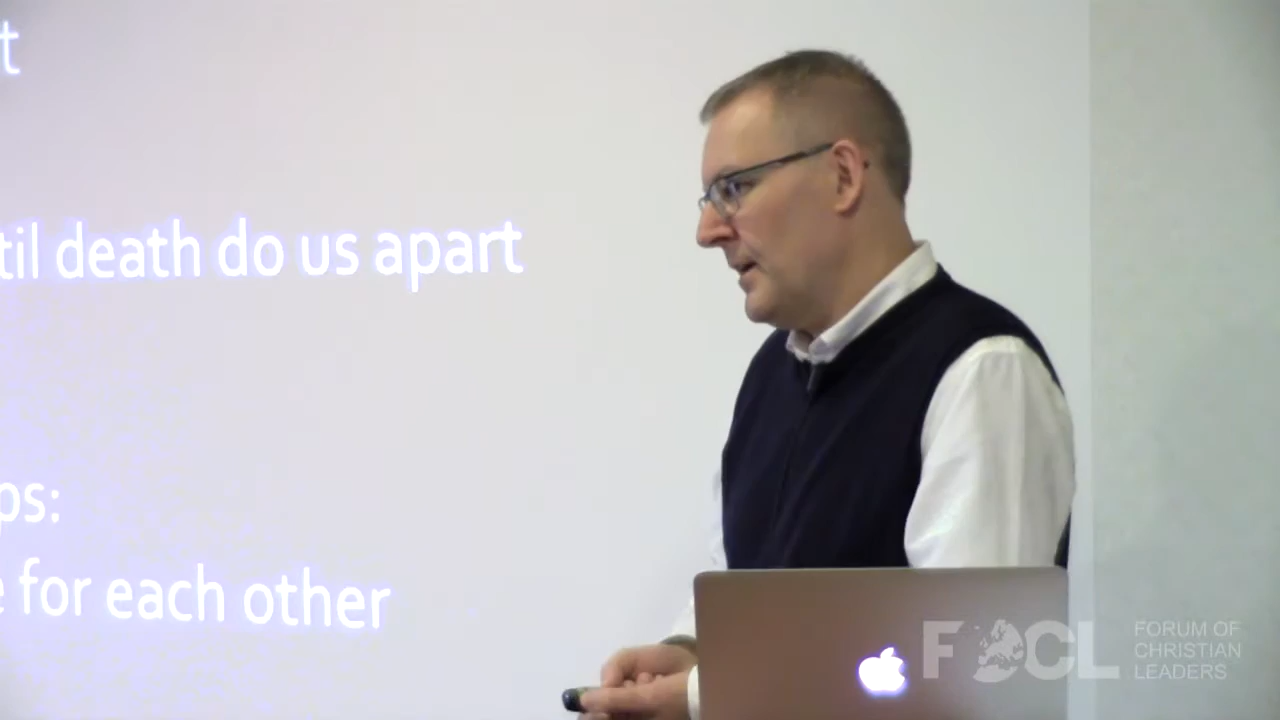 t
til death do us apart
ps:
e for each other
FOCL
FORUM OF
CHRISTIAN
LEADERS